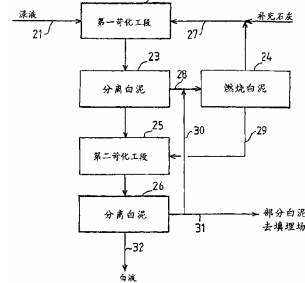 绿液
21
第一苛化工段
27
补充石灰
23
24
分离白泥
28
燃烧白泥
25
30
29
第二苛化工段
26
分离白泥
31
部分白泥
去填埋场
32
白液